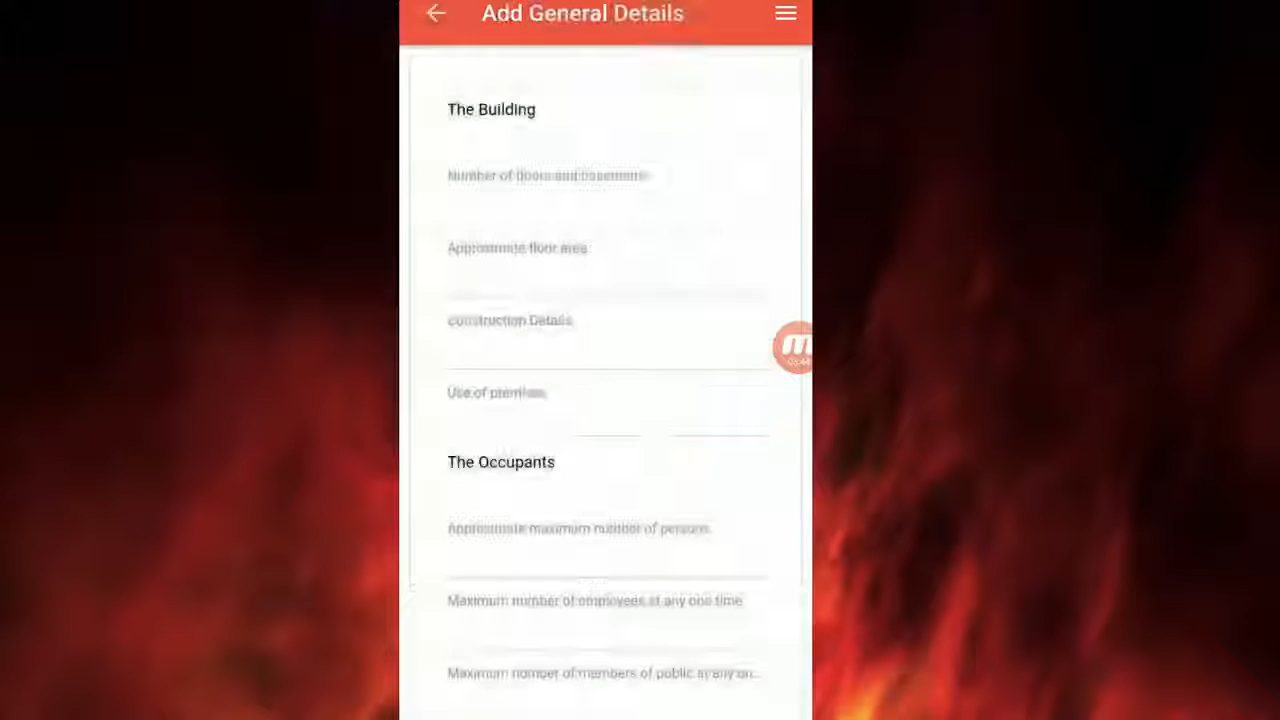 Add General Details
The Building
Number of floors and basements
Approximate floor area
Construction Details
Use of premises
The Occupants
Approximate maximum number of persons
Maximum number of employees at any one time
Maximum number of members of public at any on...
03:44